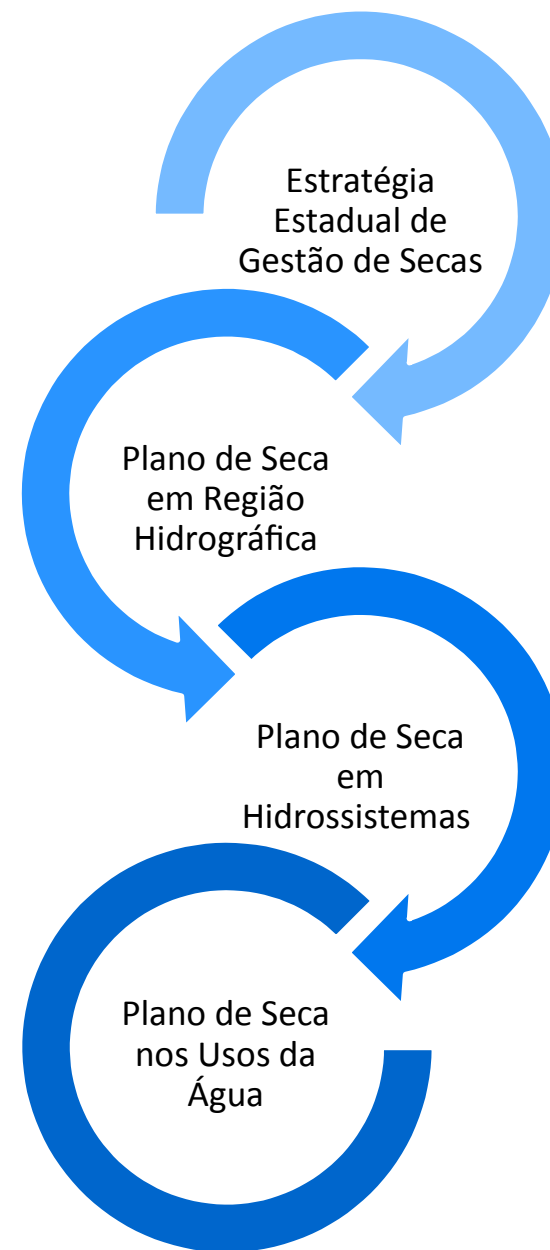 Estratégia
Estadual de
Gestão de Secas
Plano de Seca
em Região
Hidrográfica
Plano de Seca
em
Hidrossistemas
Plano de Seca
nos Usos da
Água